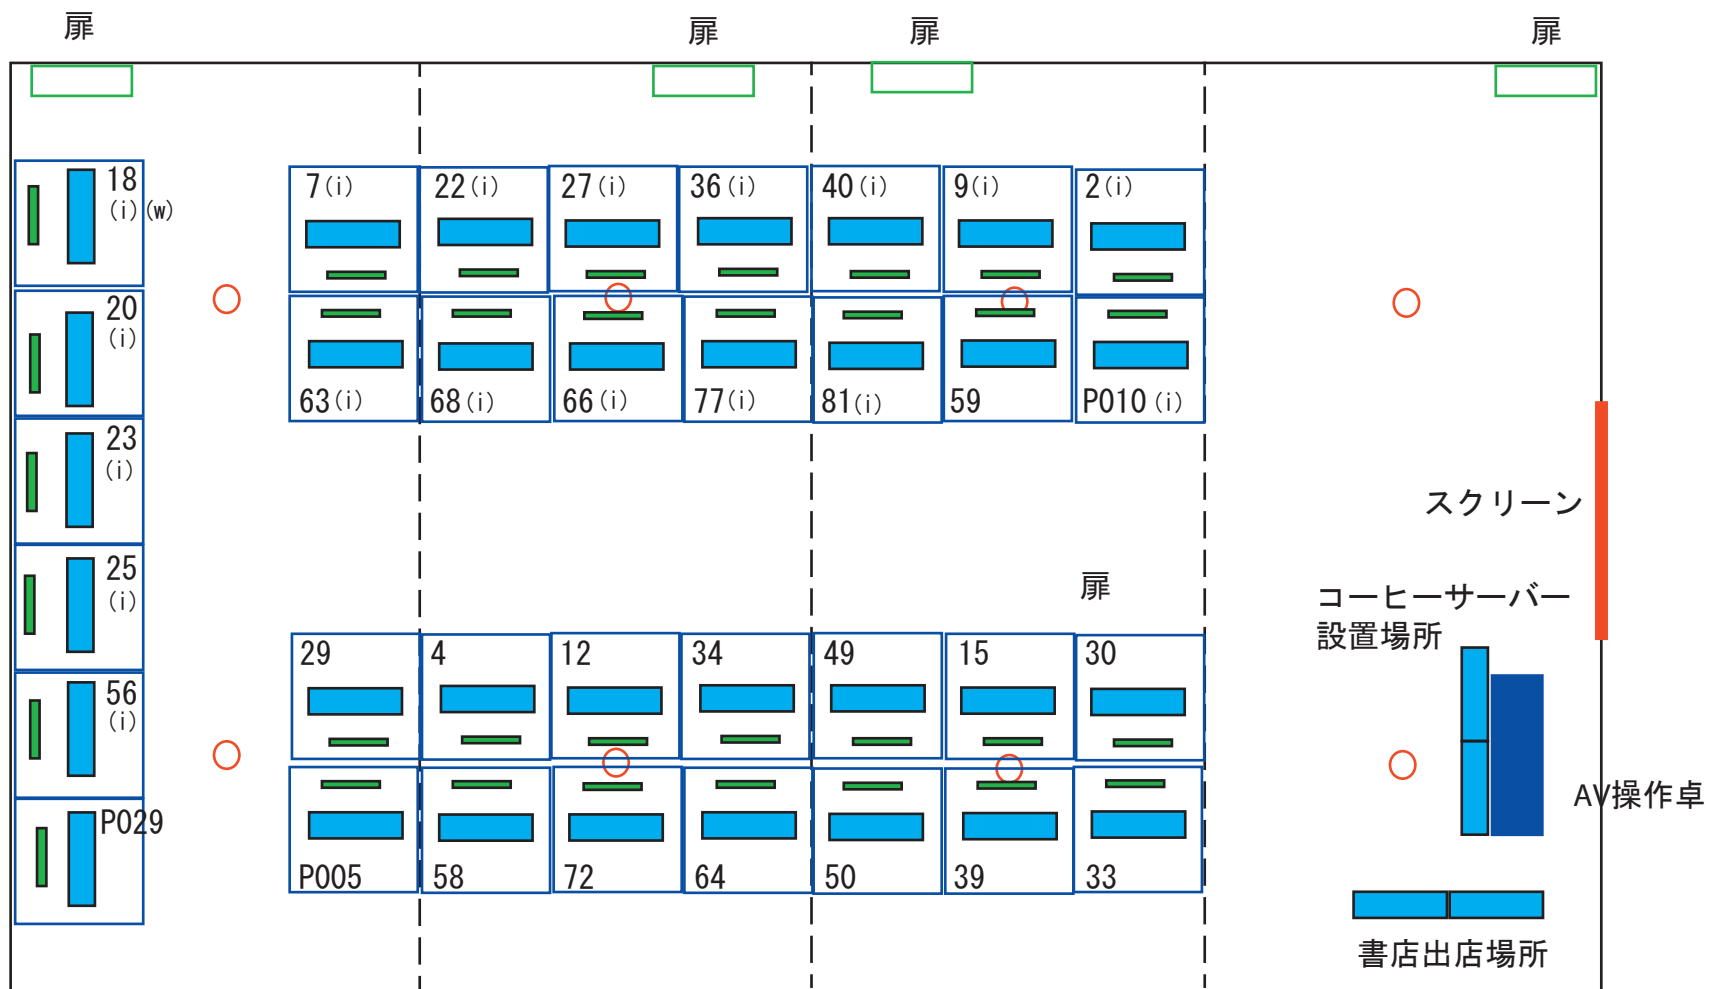 扉
扉
扉
扉
18
(i)(w)
7(i)
22(i)
27(i)
36(i)
40(i)
9(i)
2(i)
20
(i)
63(i)
68(i)
66(i)
77(i)
81(i)
59
P010(i)
23
(i)
スクリーン
25
(i)
扉
コーヒーサーバー
設置場所
29
4
12
34
49
15
30
56
(i)
AV操作卓
P029
P005
58
72
64
50
39
33
書店出店場所